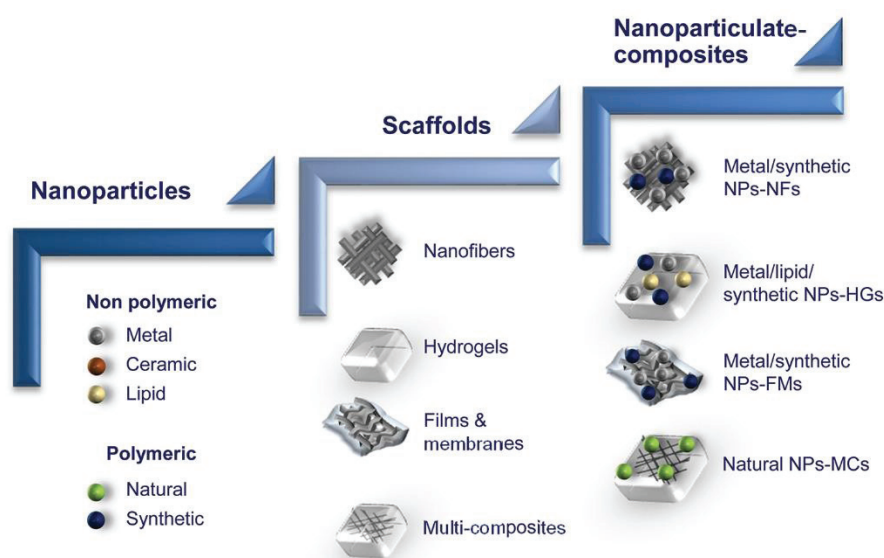 Nanoparticles
Non polymeric
Metal
Ceramic
Lipid
Polymeric
Natural
Synthetic
Scaffolds
Nanofibers
Hydrogels
Films &
membranes
Multi-composites
Nanoparticulate-
composites
Metal/synthetic
NPs-NFs
Metal/lipid/
synthetic NPs-HGs
Metal/synthetic
NPs-FMs
Natural NPs-MCs